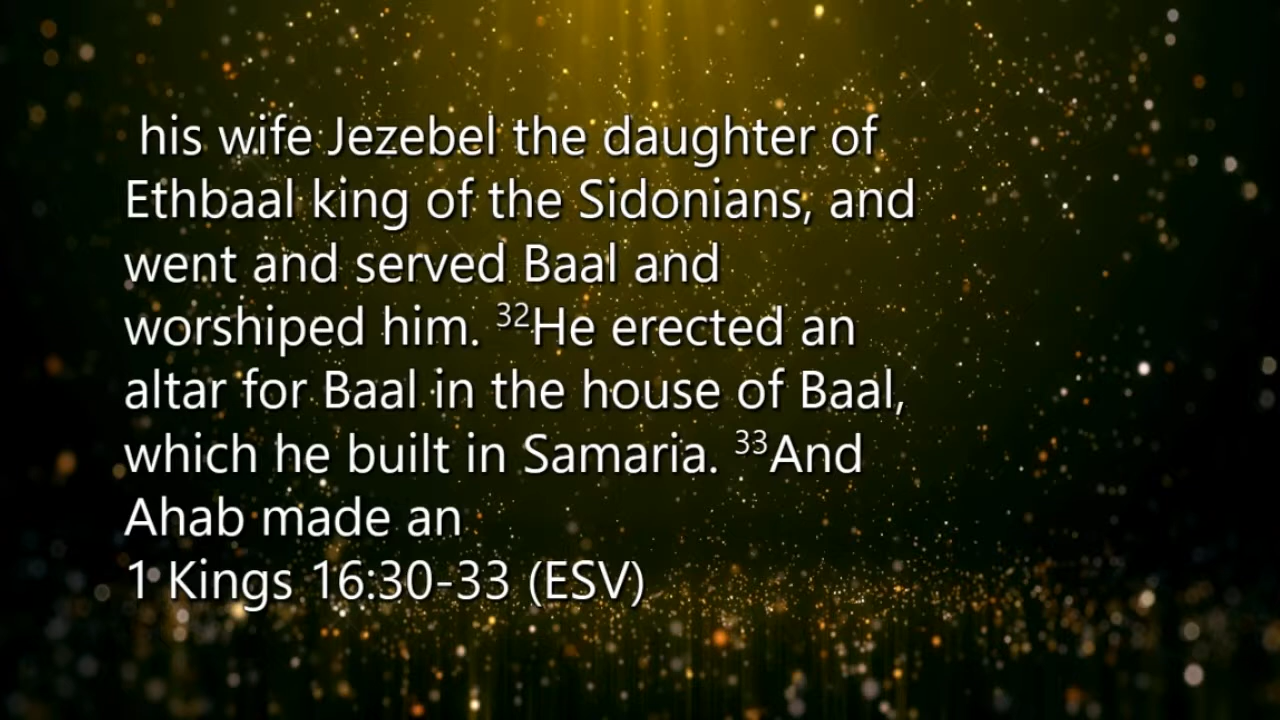 his wife Jezebel the daughter of
Ethbaal king of the Sidonians, and
went and served Baal and
worshiped him. ³²He erected an
altar for Baal in the house of Baal,
which he built in Samaria. ³³And
Ahab made an
1 Kings 16:30-33 (ESV)